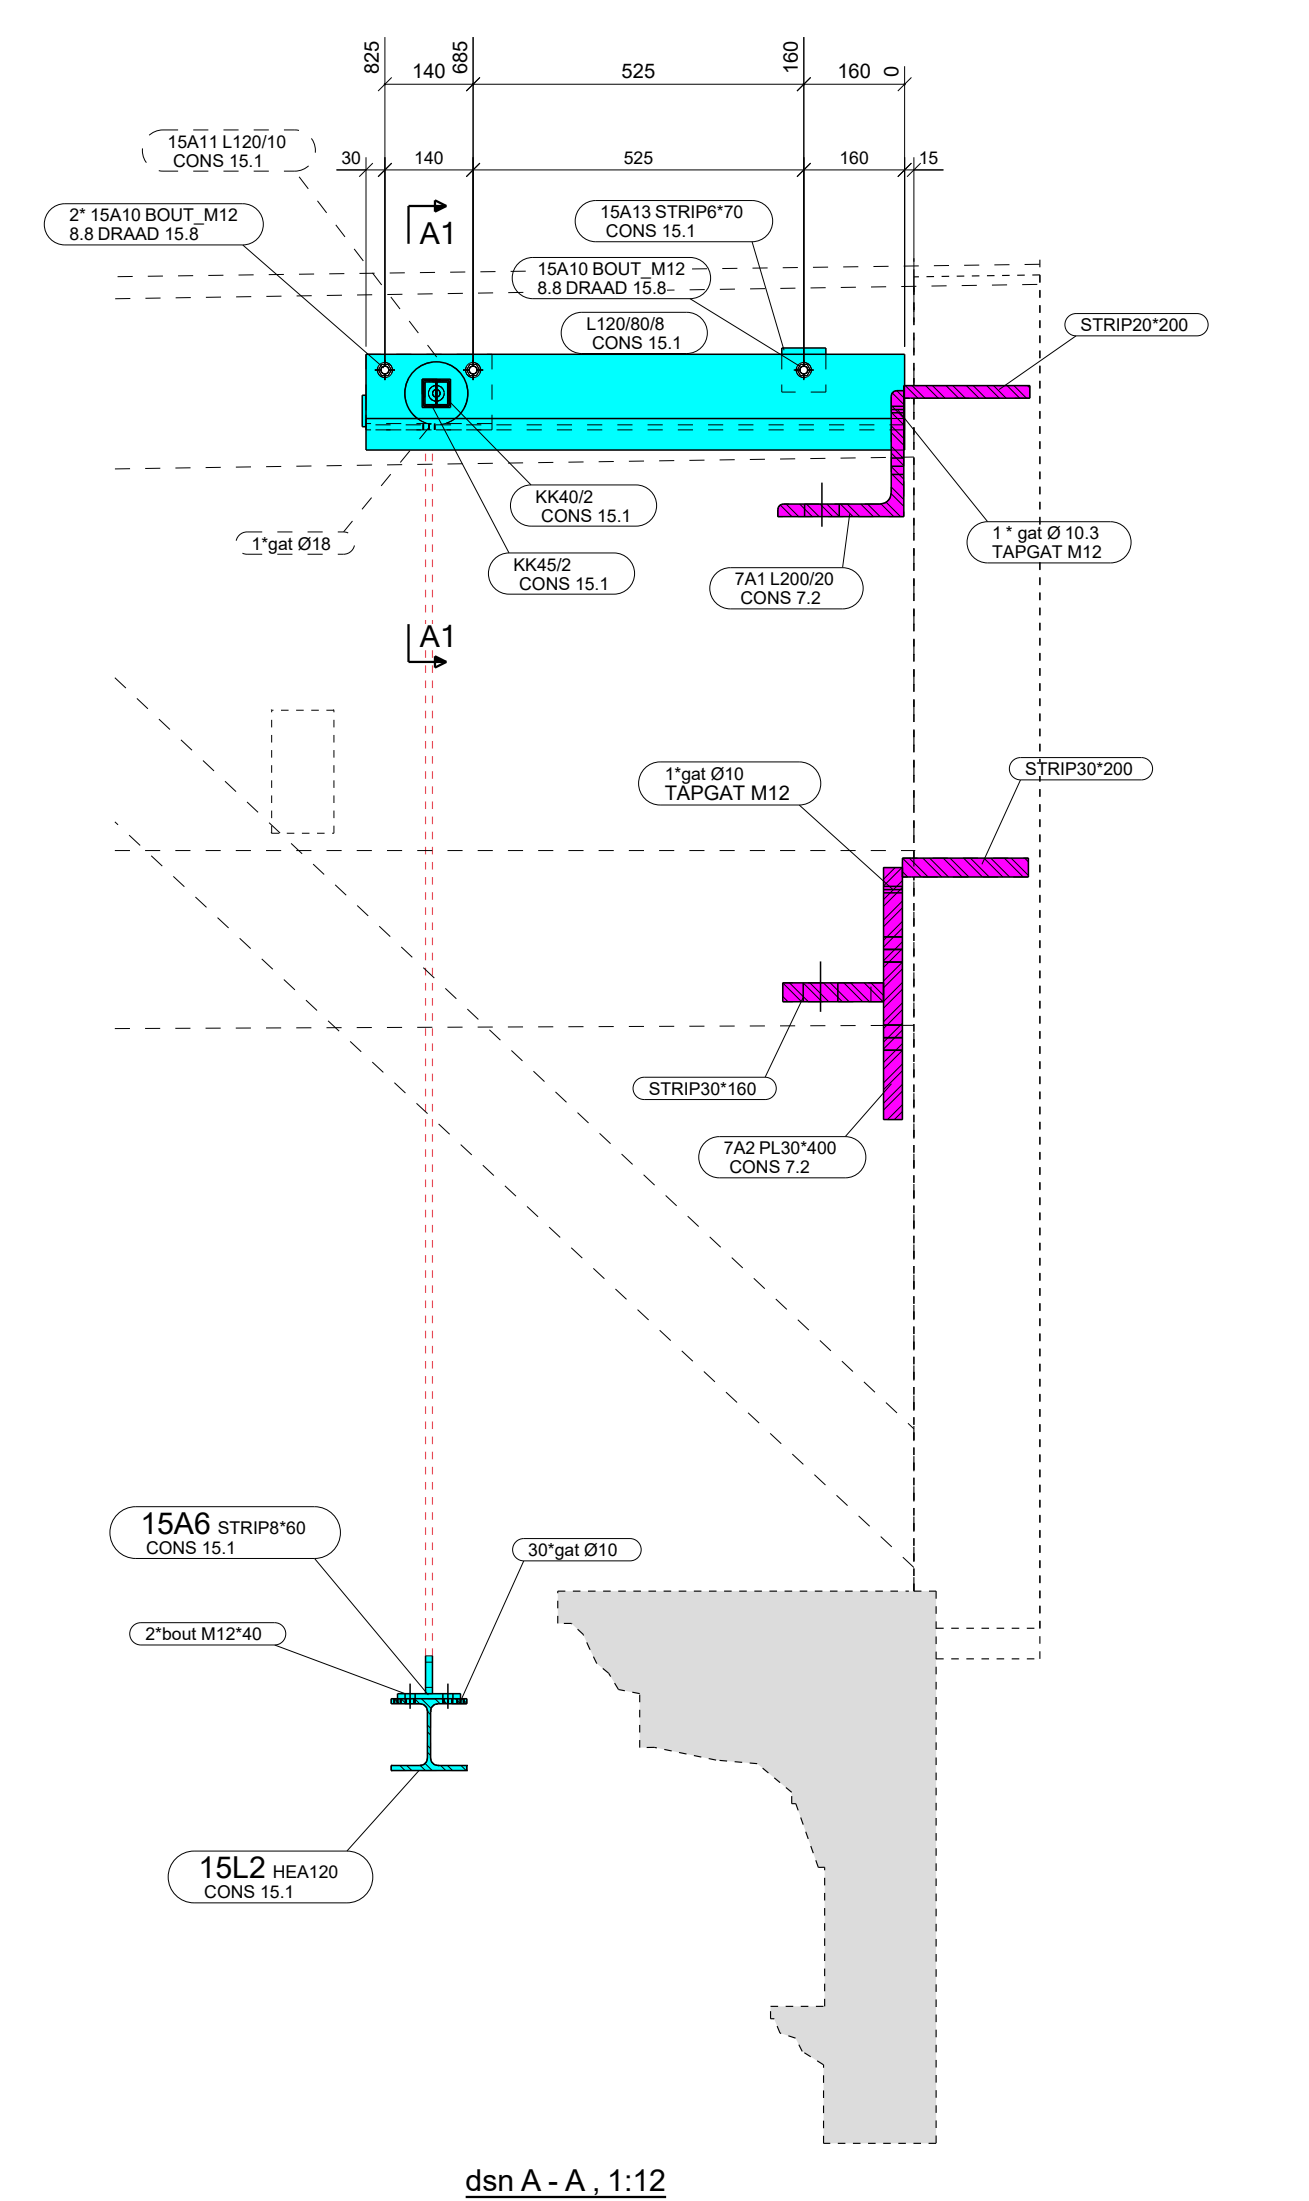 825
140
685
525
160
160
0
30
140
525
160
15
15A11 L120/10
CONS 15.1
2* 15A10 BOUT_M12
8.8 DRAAD 15.8
A1
15A13 STRIP6*70
CONS 15.1
15A10 BOUT_M12
8.8 DRAAD 15.8
L120/80/8
CONS 15.1
STRIP20*200
KK40/2
CONS 15.1
1*gat Ø18
1 * gat Ø 10.3
TAPGAT M12
KK45/2
CONS 15.1
7A1 L200/20
CONS 7.2
A1
1*gat Ø10
TAPGAT M12
STRIP30*200
STRIP30*160
7A2 PL30*400
CONS 7.2
15A6 STRIP8*60
CONS 15.1
30*gat Ø10
2*bout M12*40
15L2 HEA120
CONS 15.1
dsn A - A , 1:12